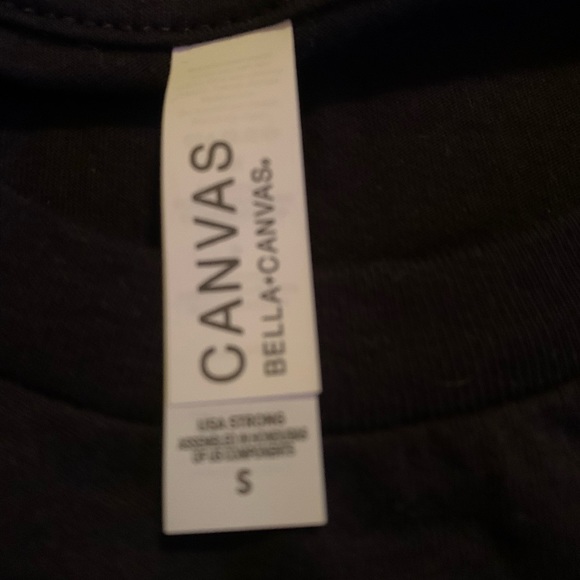 CANVAS
BELLA+CANVAS®
USA STRONG
ASSEMBLED IN HONDURAS
OF US COMPONENTS
S